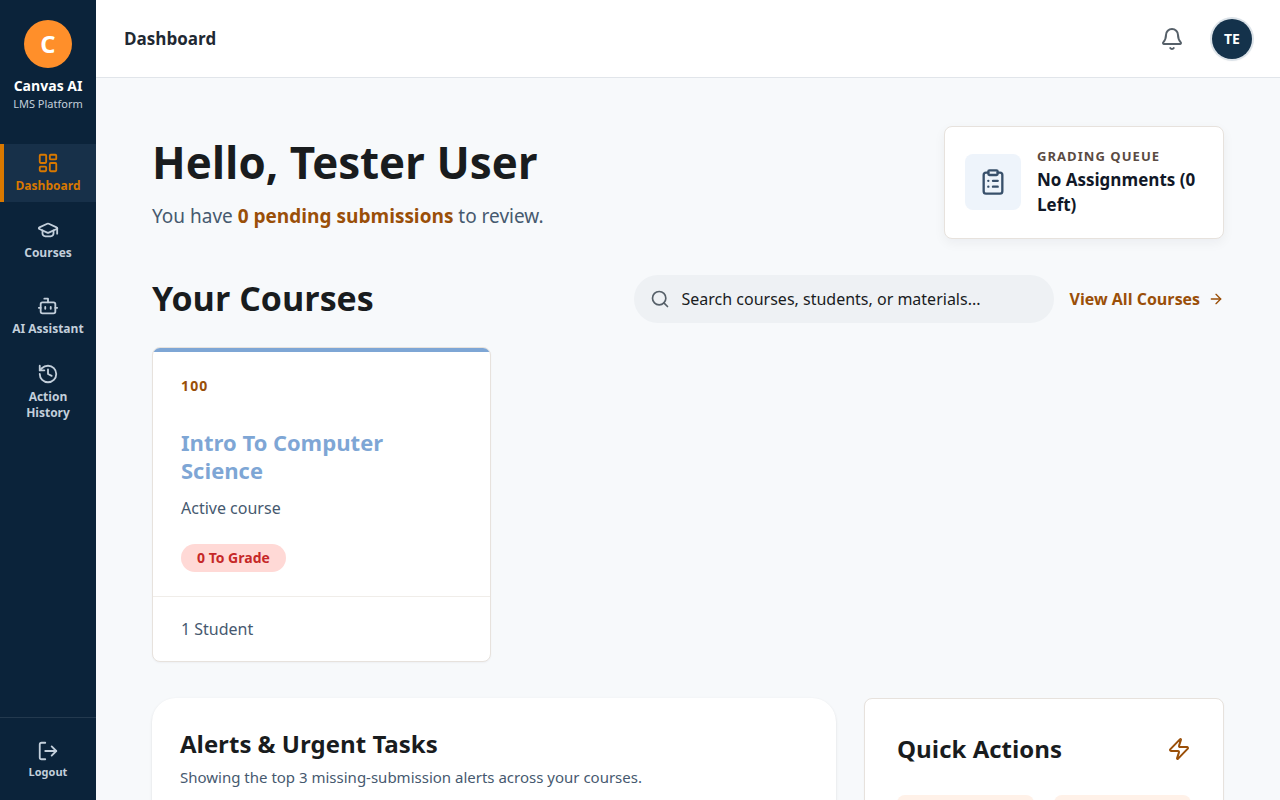 C
Canvas AI
LMS Platform
Dashboard
Courses
AI Assistant
Action
History
Logout
Dashboard
TE
Hello, Tester User
You have 0 pending submissions to review.
GRADING QUEUE
No Assignments (0
Left)
Your Courses
Search courses, students, or materials...
View All Courses
100
Intro To Computer
Science
Active course
0 To Grade
1 Student
Alerts & Urgent Tasks
Showing the top 3 missing-submission alerts across your courses.
Quick Actions